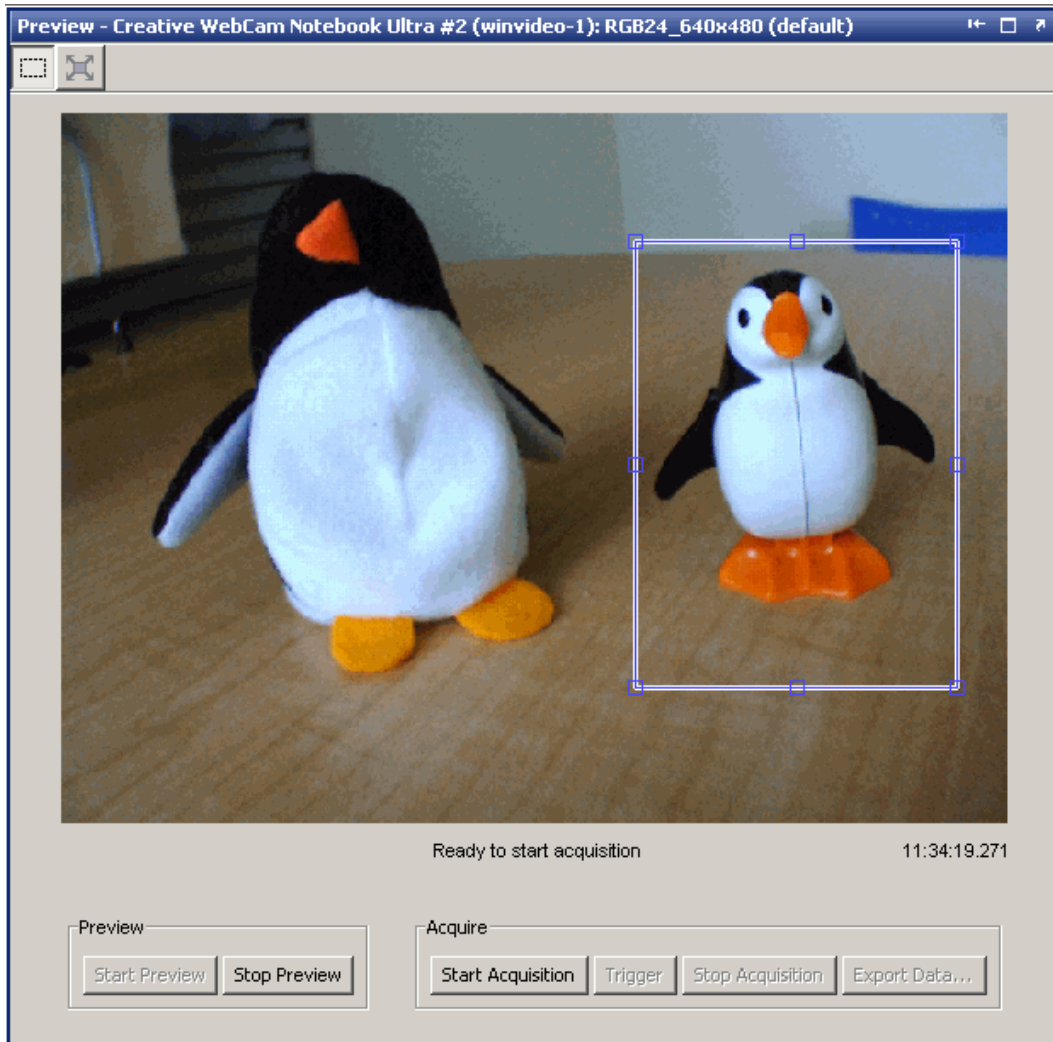 Preview - Creative WebCam Notebook Ultra #2 (winvideo-1): RGB24_640x480 (default)
Ready to start acquisition
11:34:19.271
Preview
Acquire
Start Preview
Stop Preview
Start Acquisition
Trigger
Stop Acquisition
Export Data...